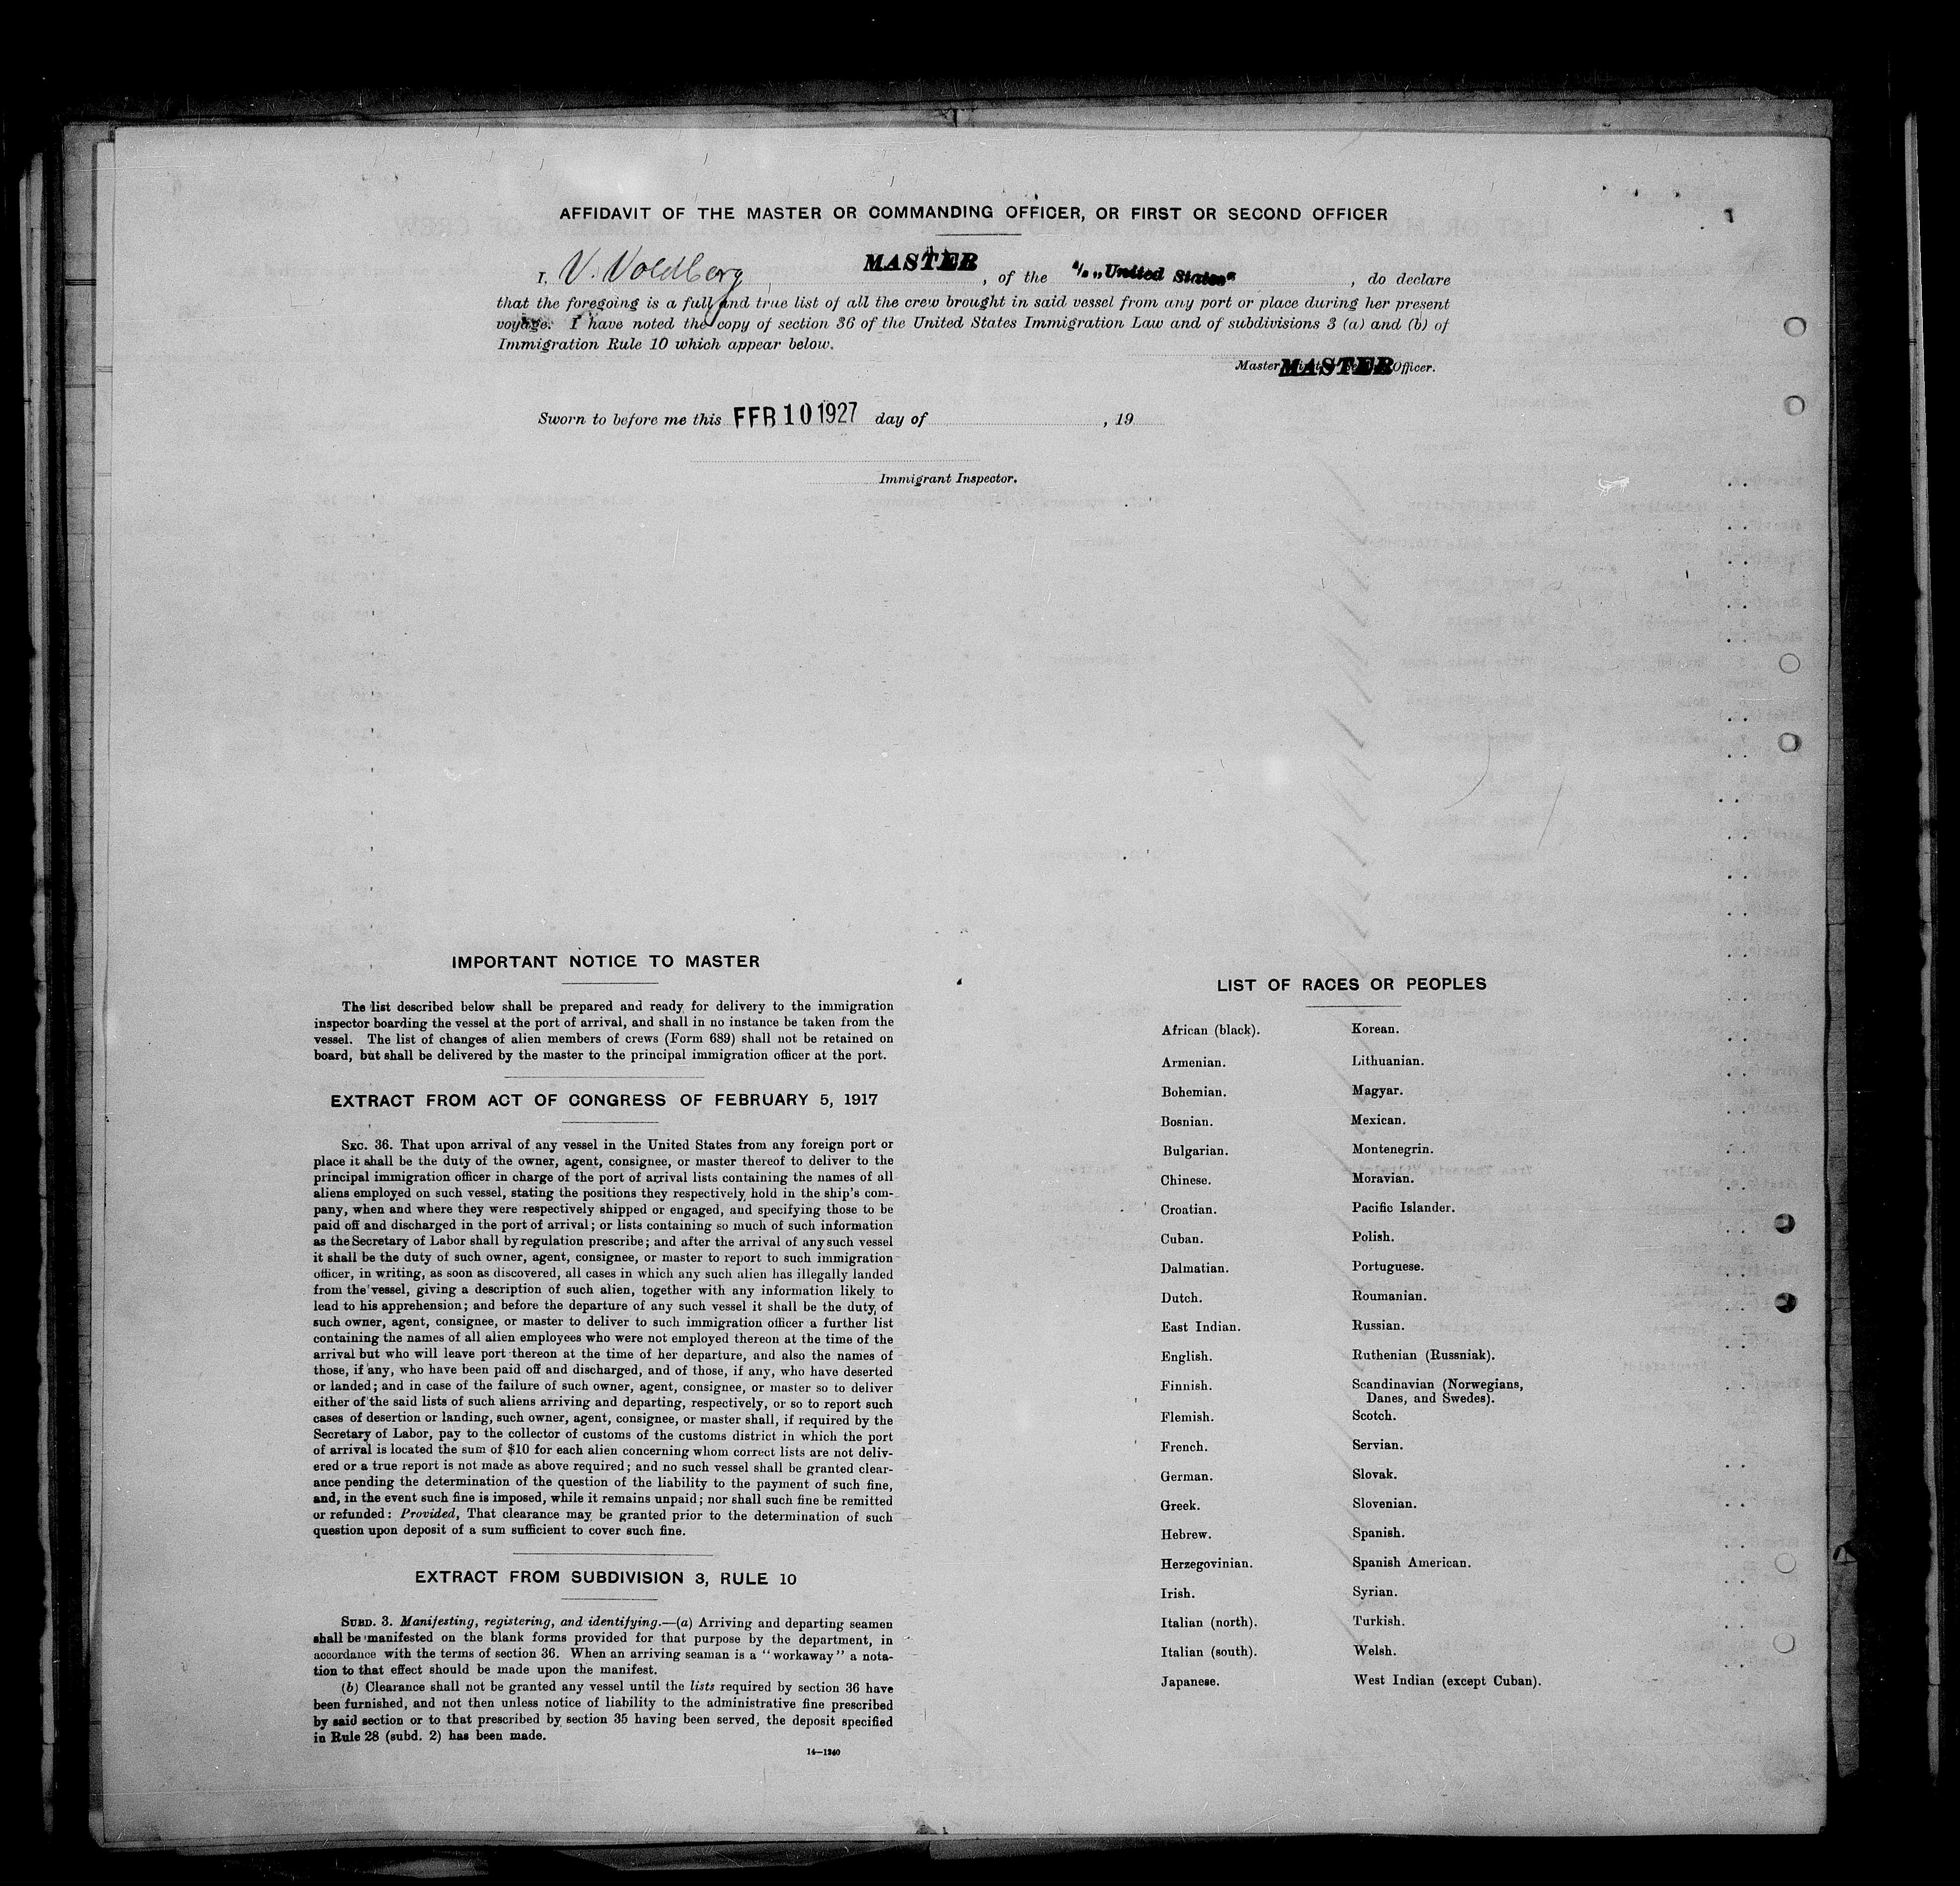 AFFIDAVIT OF THE MASTER OR COMMANDING OFFICER, OR FIRST OR SECOND OFFICER
I, V. Voldberg, MASTER, of the S/S „United States", do declare
that the foregoing is a full and true list of all the crew brought in said vessel from any port or place during her present
voyage. I have noted the copy of section 36 of the United States Immigration Law and of subdivisions 3 (a) and (b) of
Immigration Rule 10 which appear below.
Master MASTER Officer.
Sworn to before me this FEB 10 1927 day of , 19
Immigrant Inspector.
IMPORTANT NOTICE TO MASTER
The list described below shall be prepared and ready for delivery to the immigration
inspector boarding the vessel at the port of arrival, and shall in no instance be taken from the
vessel. The list of changes of alien members of crews (Form 689) shall not be retained on
board, but shall be delivered by the master to the principal immigration officer at the port.
EXTRACT FROM ACT OF CONGRESS OF FEBRUARY 5, 1917
SEC. 36. That upon arrival of any vessel in the United States from any foreign port or
place it shall be the duty of the owner, agent, consignee, or master thereof to deliver to the
principal immigration officer in charge of the port of arrival lists containing the names of all
aliens employed on such vessel, stating the positions they respectively hold in the ship's com-
pany, when and where they were respectively shipped or engaged, and specifying those to be
paid off and discharged in the port of arrival; or lists containing so much of such information
as the Secretary of Labor shall by regulation prescribe; and after the arrival of any such vessel
it shall be the duty of such owner, agent, consignee, or master to report to such immigration
officer, in writing, as soon as discovered, all cases in which any such alien has illegally landed
from the vessel, giving a description of such alien, together with any information likely to
lead to his apprehension; and before the departure of any such vessel it shall be the duty of
such owner, agent, consignee, or master to deliver to such immigration officer a further list
containing the names of all alien employees who were not employed thereon at the time of the
arrival but who will leave port thereon at the time of her departure, and also the names of
those, if any, who have been paid off and discharged, and of those, if any, who have deserted
or landed; and in case of the failure of such owner, agent, consignee, or master so to deliver
either of the said lists of such aliens arriving and departing, respectively, or so to report such
cases of desertion or landing, such owner, agent, consignee, or master shall, if required by the
Secretary of Labor, pay to the collector of customs of the customs district in which the port
of arrival is located the sum of $10 for each alien concerning whom correct lists are not deliv-
ered or a true report is not made as above required; and no such vessel shall be granted clear-
ance pending the determination of the question of the liability to the payment of such fine,
and, in the event such fine is imposed, while it remains unpaid; nor shall such fine be remitted
or refunded: Provided, That clearance may be granted prior to the determination of such
question upon deposit of a sum sufficient to cover such fine.
EXTRACT FROM SUBDIVISION 3, RULE 10
SUBD. 3. Manifesting, registering, and identifying.—(a) Arriving and departing seamen
shall be manifested on the blank forms provided for that purpose by the department, in
accordance with the terms of section 36. When an arriving seaman is a "workaway" a nota-
tion to that effect should be made upon the manifest.
(b) Clearance shall not be granted any vessel until the lists required by section 36 have
been furnished, and not then unless notice of liability to the administrative fine prescribed
by said section or to that prescribed by section 35 having been served, the deposit specified
in Rule 28 (subd. 2) has been made.
14—1240
LIST OF RACES OR PEOPLES
African (black).
Armenian.
Bohemian.
Bosnian.
Bulgarian.
Chinese.
Croatian.
Cuban.
Dalmatian.
Dutch.
East Indian.
English.
Finnish.
Flemish.
French.
German.
Greek.
Hebrew.
Herzegovinian.
Irish.
Italian (north).
Italian (south).
Japanese.
Korean.
Lithuanian.
Magyar.
Mexican.
Montenegrin.
Moravian.
Pacific Islander.
Polish.
Portuguese.
Roumanian.
Russian.
Ruthenian (Russniak).
Scandinavian (Norwegians,
Danes, and Swedes).
Scotch.
Servian.
Slovak.
Slovenian.
Spanish.
Spanish American.
Syrian.
Turkish.
Welsh.
West Indian (except Cuban).